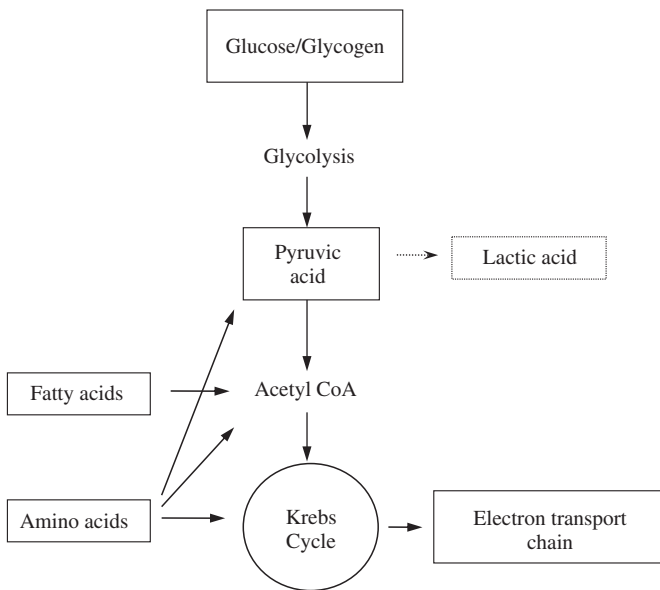 Glucose/Glycogen
Glycolysis
Pyruvic
acid
Lactic acid
Fatty acids
Acetyl CoA
Amino acids
Krebs
Cycle
Electron transport
chain